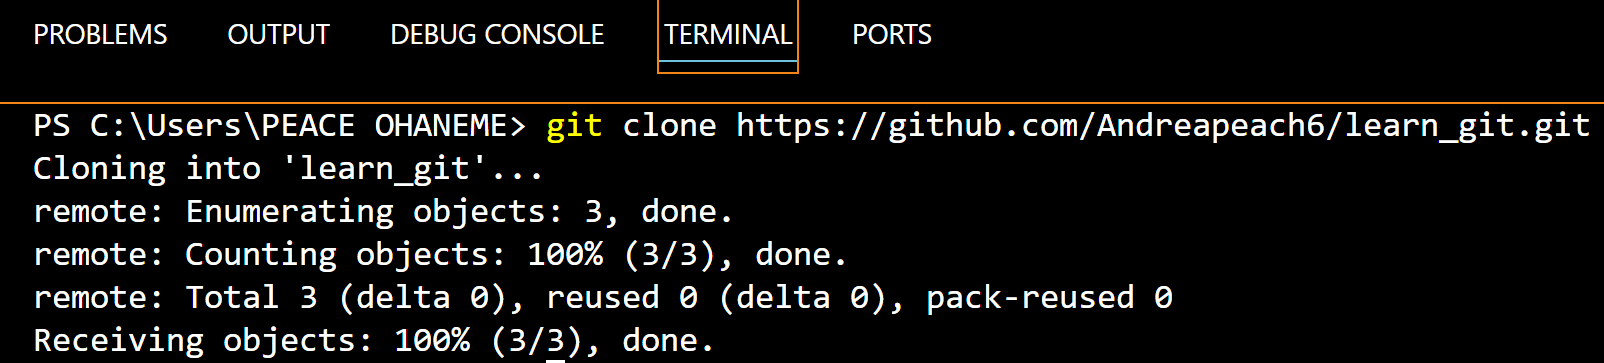 PROBLEMS OUTPUT DEBUG CONSOLE TERMINAL PORTS
PS C:\Users\PEACE OHANEME> git clone https://github.com/Andreapeach6/learn_git.git
Cloning into 'learn_git'...
remote: Enumerating objects: 3, done.
remote: Counting objects: 100% (3/3), done.
remote: Total 3 (delta 0), reused 0 (delta 0), pack-reused 0
Receiving objects: 100% (3/3), done.